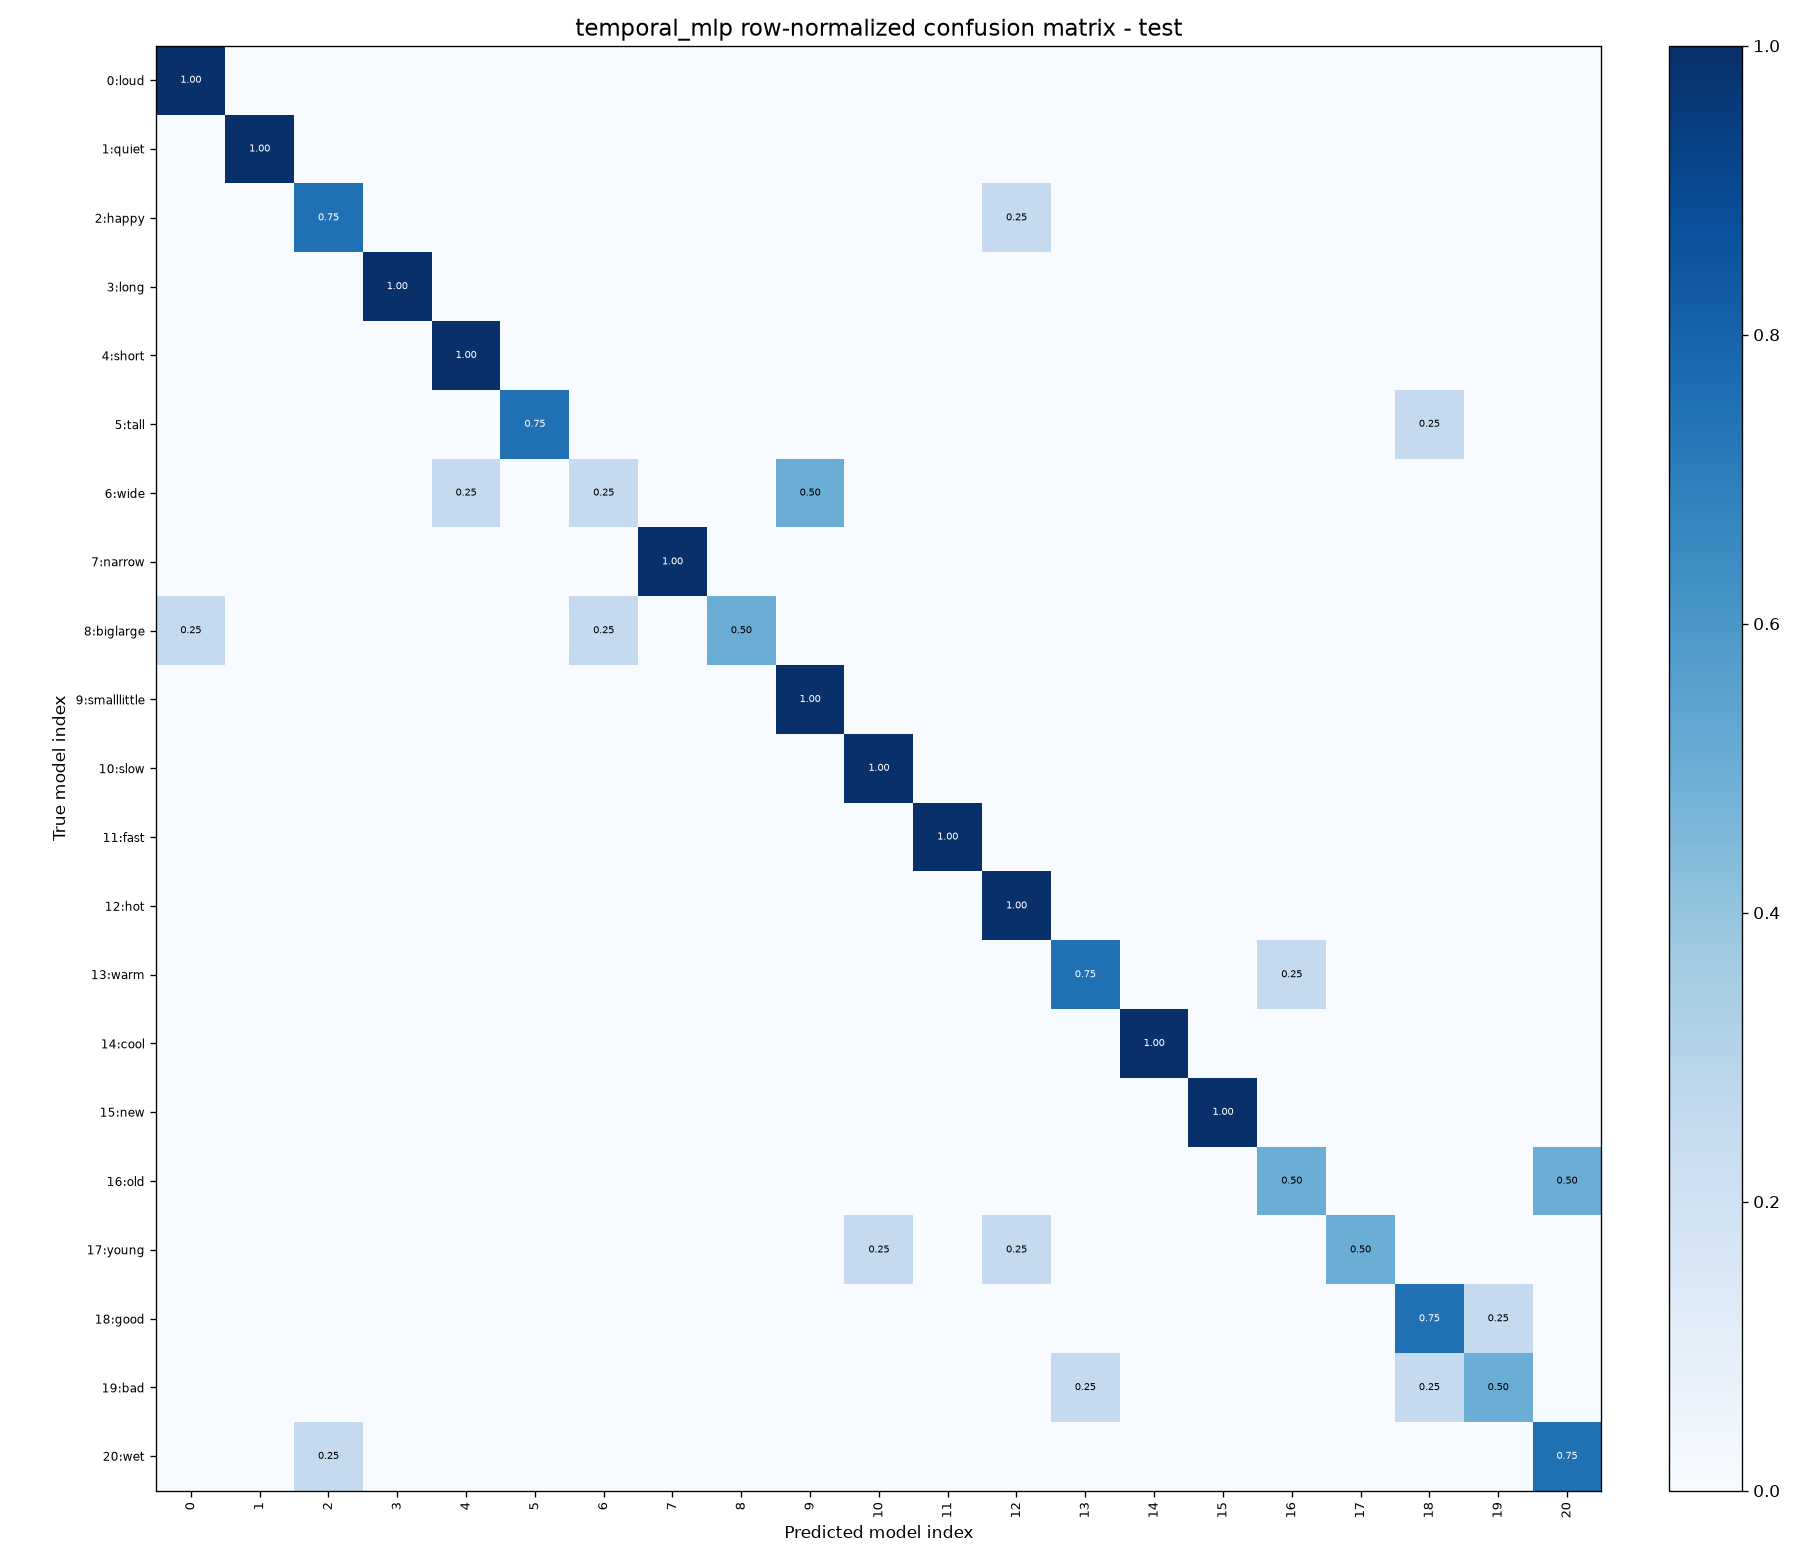 temporal_mlp row-normalized confusion matrix - test
1.0
0:loud 1.00
1:quiet 1.00
2:happy 0.75 0.25
3:long 1.00
0.8
4:short 1.00
5:tall 0.75 0.25
6:wide 0.25 0.25 0.50
7:narrow 1.00
0.6
8:biglarge 0.25 0.25 0.50
9:smalllittle 1.00
True model index
10:slow 1.00
11:fast 1.00
12:hot 1.00
0.4
13:warm 0.75 0.25
14:cool 1.00
15:new 1.00
16:old 0.50 0.50
0.2
17:young 0.25 0.25 0.50
18:good 0.75 0.25
19:bad 0.25 0.25 0.50
20:wet 0.25 0.75
0.0
0 1 2 3 4 5 6 7 8 9 10 11 12 13 14 15 16 17 18 19 20
Predicted model index